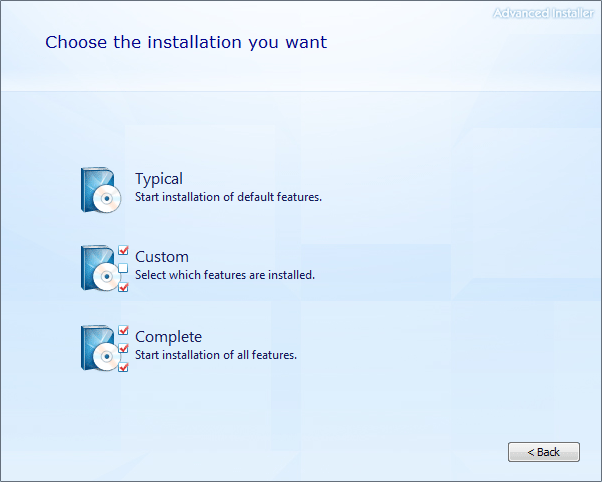 Advanced Installer
Choose the installation you want
Typical
Start installation of default features.
Custom
Select which features are installed.
Complete
Start installation of all features.
< Back